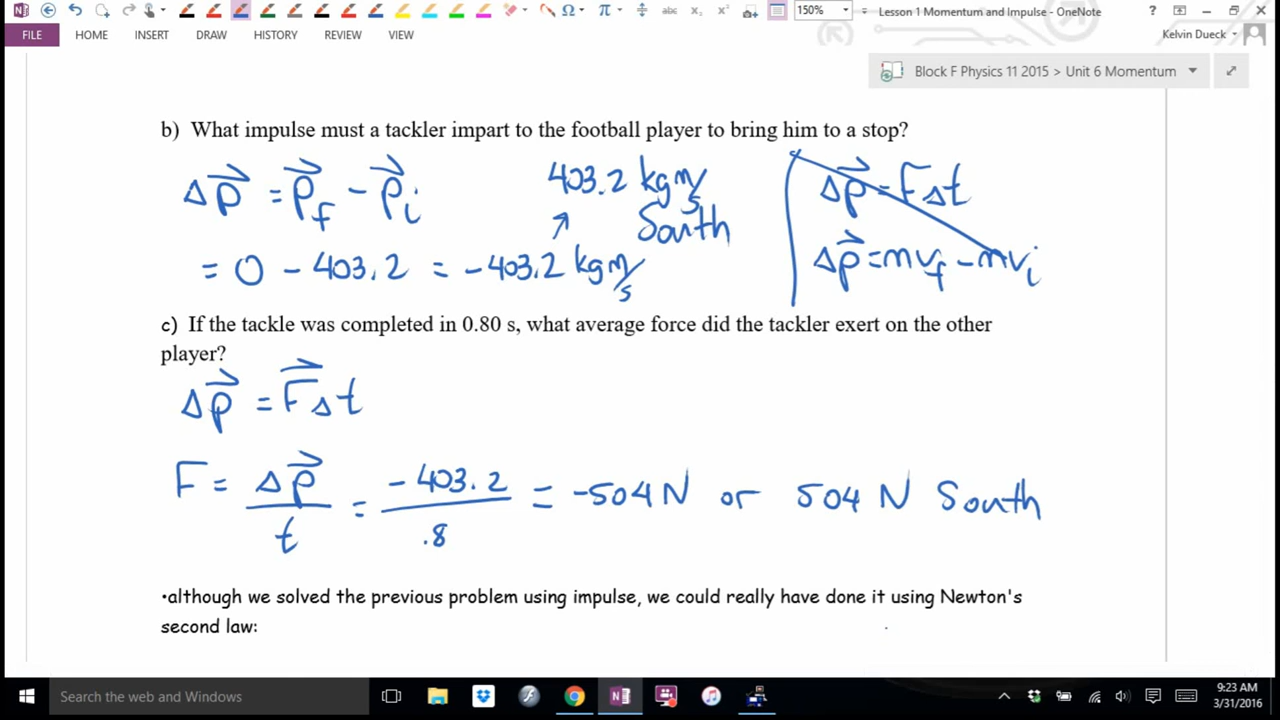 150%
Lesson 1 Momentum and Impulse - OneNote
FILE HOME INSERT DRAW HISTORY REVIEW VIEW
Kelvin Dueck
Block F Physics 11 2015 > Unit 6 Momentum
b) What impulse must a tackler impart to the football player to bring him to a stop?
Δp⃗ = p⃗f - p⃗i
= 0 - 403.2 = -403.2 kgm/s
403.2 kgm/s
South
Δp⃗ = FΔt
Δp⃗ = mvf - mvi
c) If the tackle was completed in 0.80 s, what average force did the tackler exert on the other
player?
Δp⃗ = F⃗Δt
F = Δp⃗/t = -403.2/.8 = -504 N or 504 N South
•although we solved the previous problem using impulse, we could really have done it using Newton's
second law:
Search the web and Windows
9:23 AM
3/31/2016